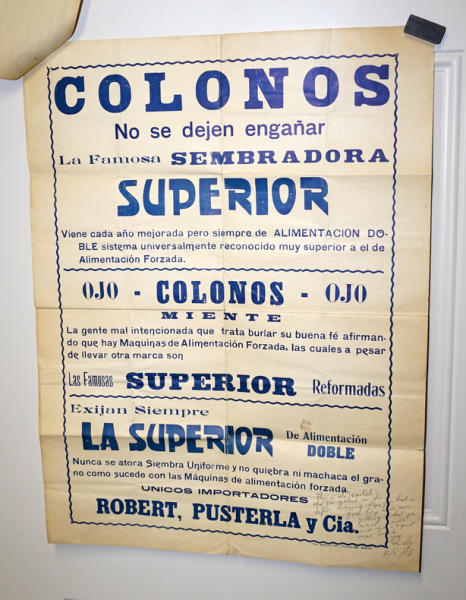 COLONOS
No se dejen engañar
La Famosa SEMBRADORA
SUPERIOR
Viene cada año mejorada pero siempre de ALIMENTACION DO-
BLE sistema universalmente reconocido muy superior a el de
Alimentación Forzada.
OJO - COLONOS - OJO
MIENTE
La gente mal intencionada que trata burlar su buena fé afirman-
do que hay Maquinas de Alimentación Forzada, las cuales a pesar
de llevar otra marca son
Las Famosas SUPERIOR Reformadas
Exijan Siempre
LA SUPERIOR De Alimentación
DOBLE
Nunca se atora Siembra Uniforme y no quiebra ni machaca el gra-
no como sucede con las Máquinas de alimentación forzada.
UNICOS IMPORTADORES
ROBERT, PUSTERLA y Cia.